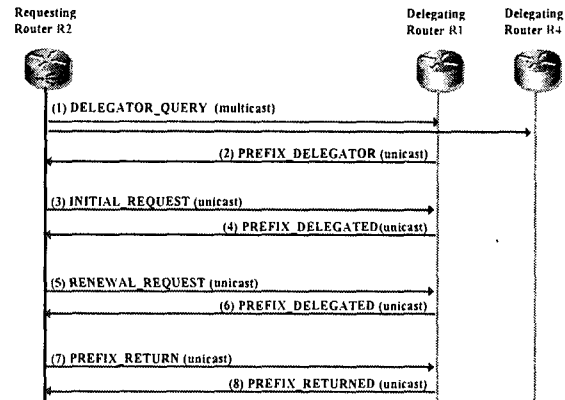 Requesting
Router R2
Delegating
Router R1
Delegating
Router R4
(1) DELEGATOR_QUERY (multicast)
(2) PREFIX_DELEGATOR (unicast)
(3) INITIAL_REQUEST (unicast)
(4) PREFIX_DELEGATED(unicast)
(5) RENEWAL_REQUEST (unicast)
(6) PREFIX_DELEGATED (unicast)
(7) PREFIX_RETURN (unicast)
(8) PREFIX_RETURNED (unicast)